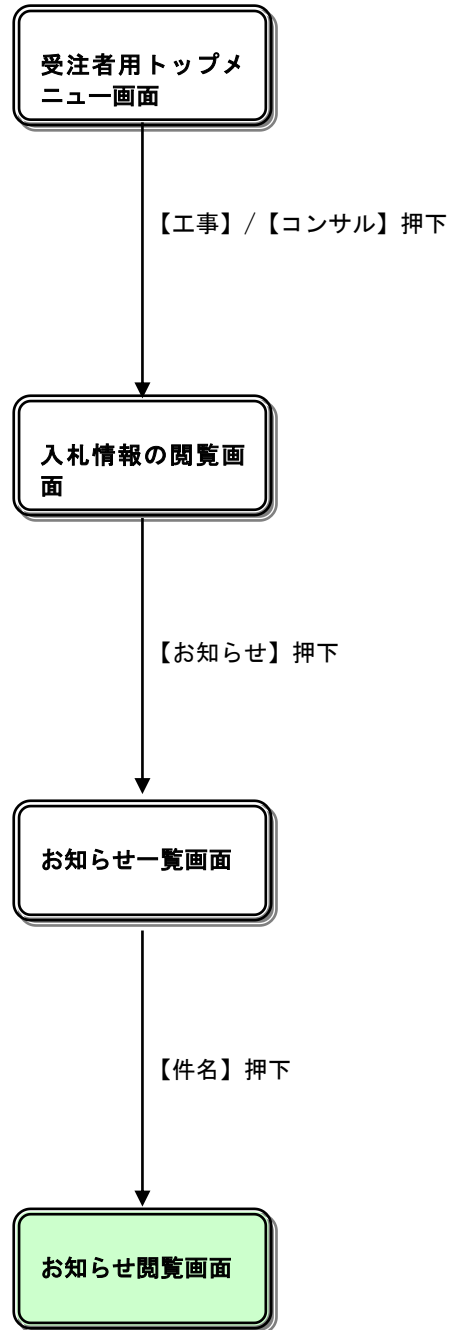 受注者用トップメ
ニュー画面
【工事】/【コンサル】押下
入札情報の閲覧画
面
【お知らせ】押下
お知らせ一覧画面
【件名】押下
お知らせ閲覧画面